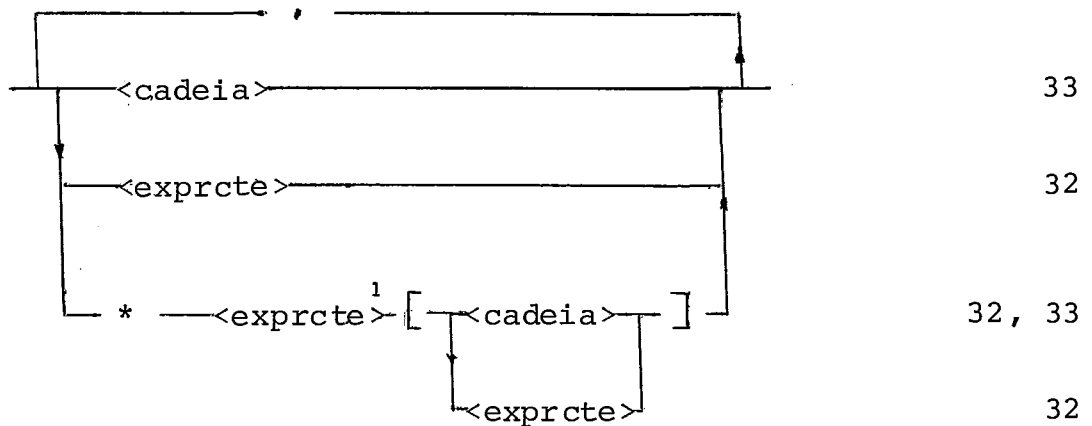 ,
<cadeia> 33
<exprcte> 32
* <exprcte>1 [ <cadeia> ] 32, 33
<exprcte> 32